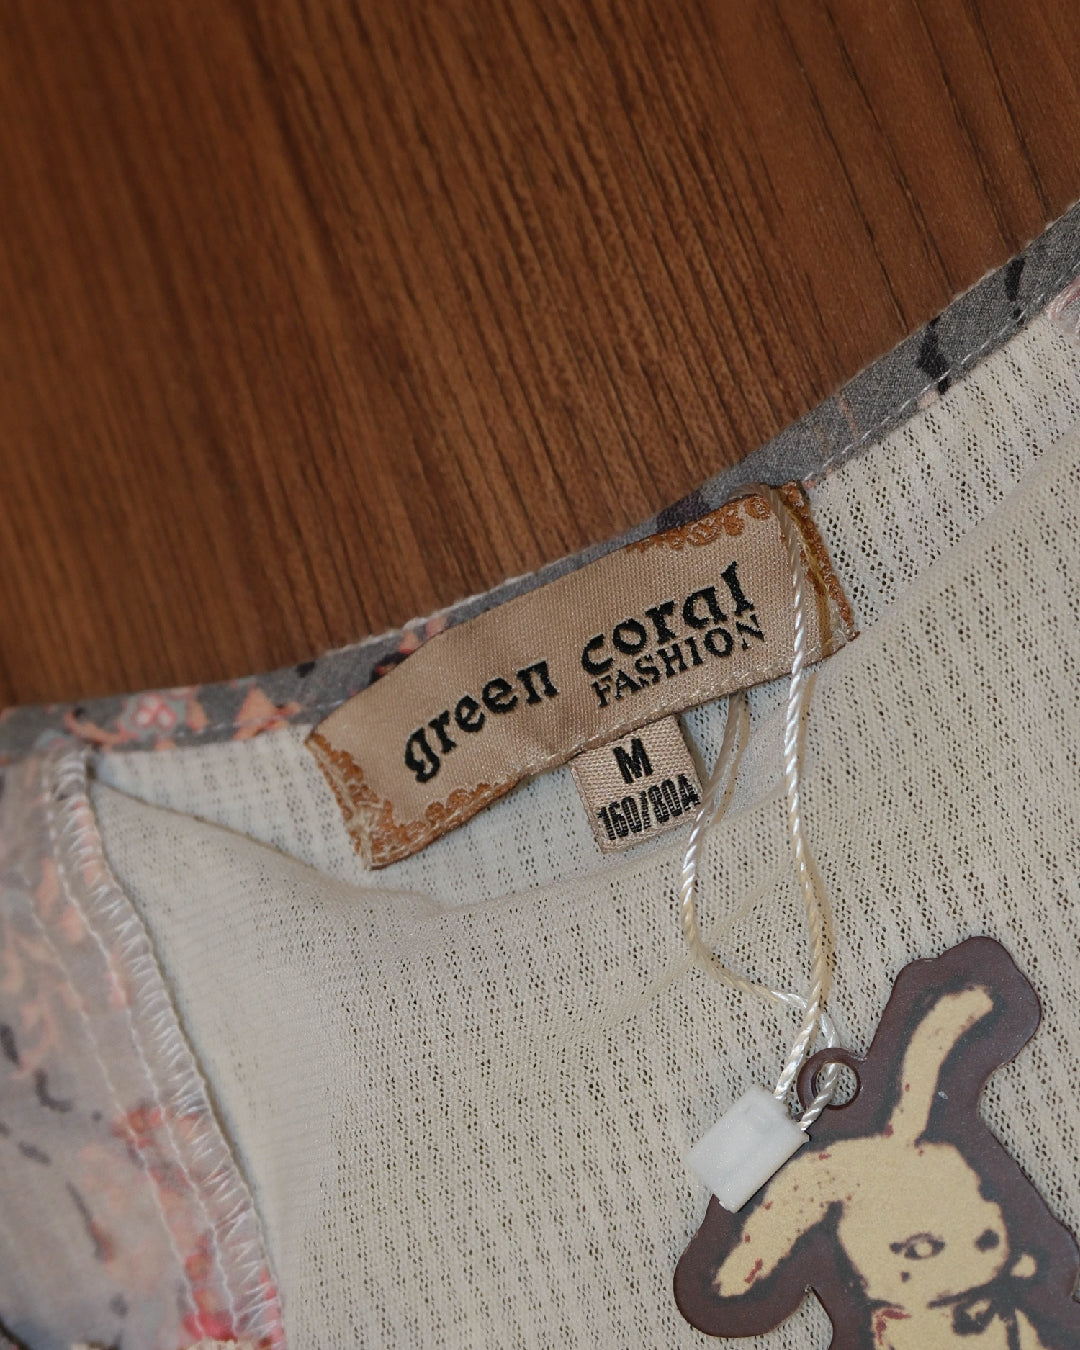 green coral
FASHION
M
160/80A